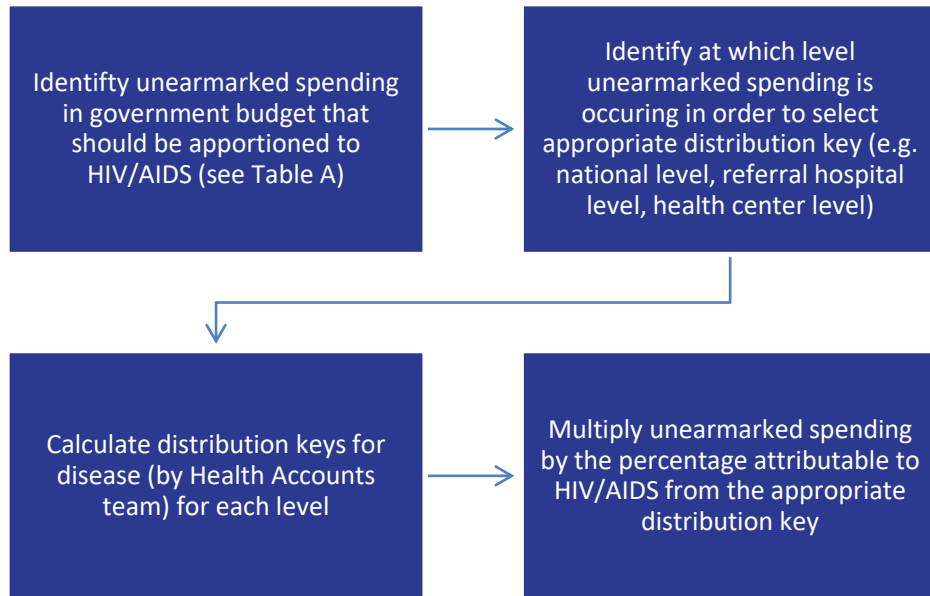 Identifty unearmarked spending
in government budget that
should be apportioned to
HIV/AIDS (see Table A)
Identify at which level
unearmarked spending is
occuring in order to select
appropriate distribution key (e.g.
national level, referral hospital
level, health center level)
Calculate distribution keys for
disease (by Health Accounts
team) for each level
Multiply unearmarked spending
by the percentage attributable to
HIV/AIDS from the appropriate
distribution key